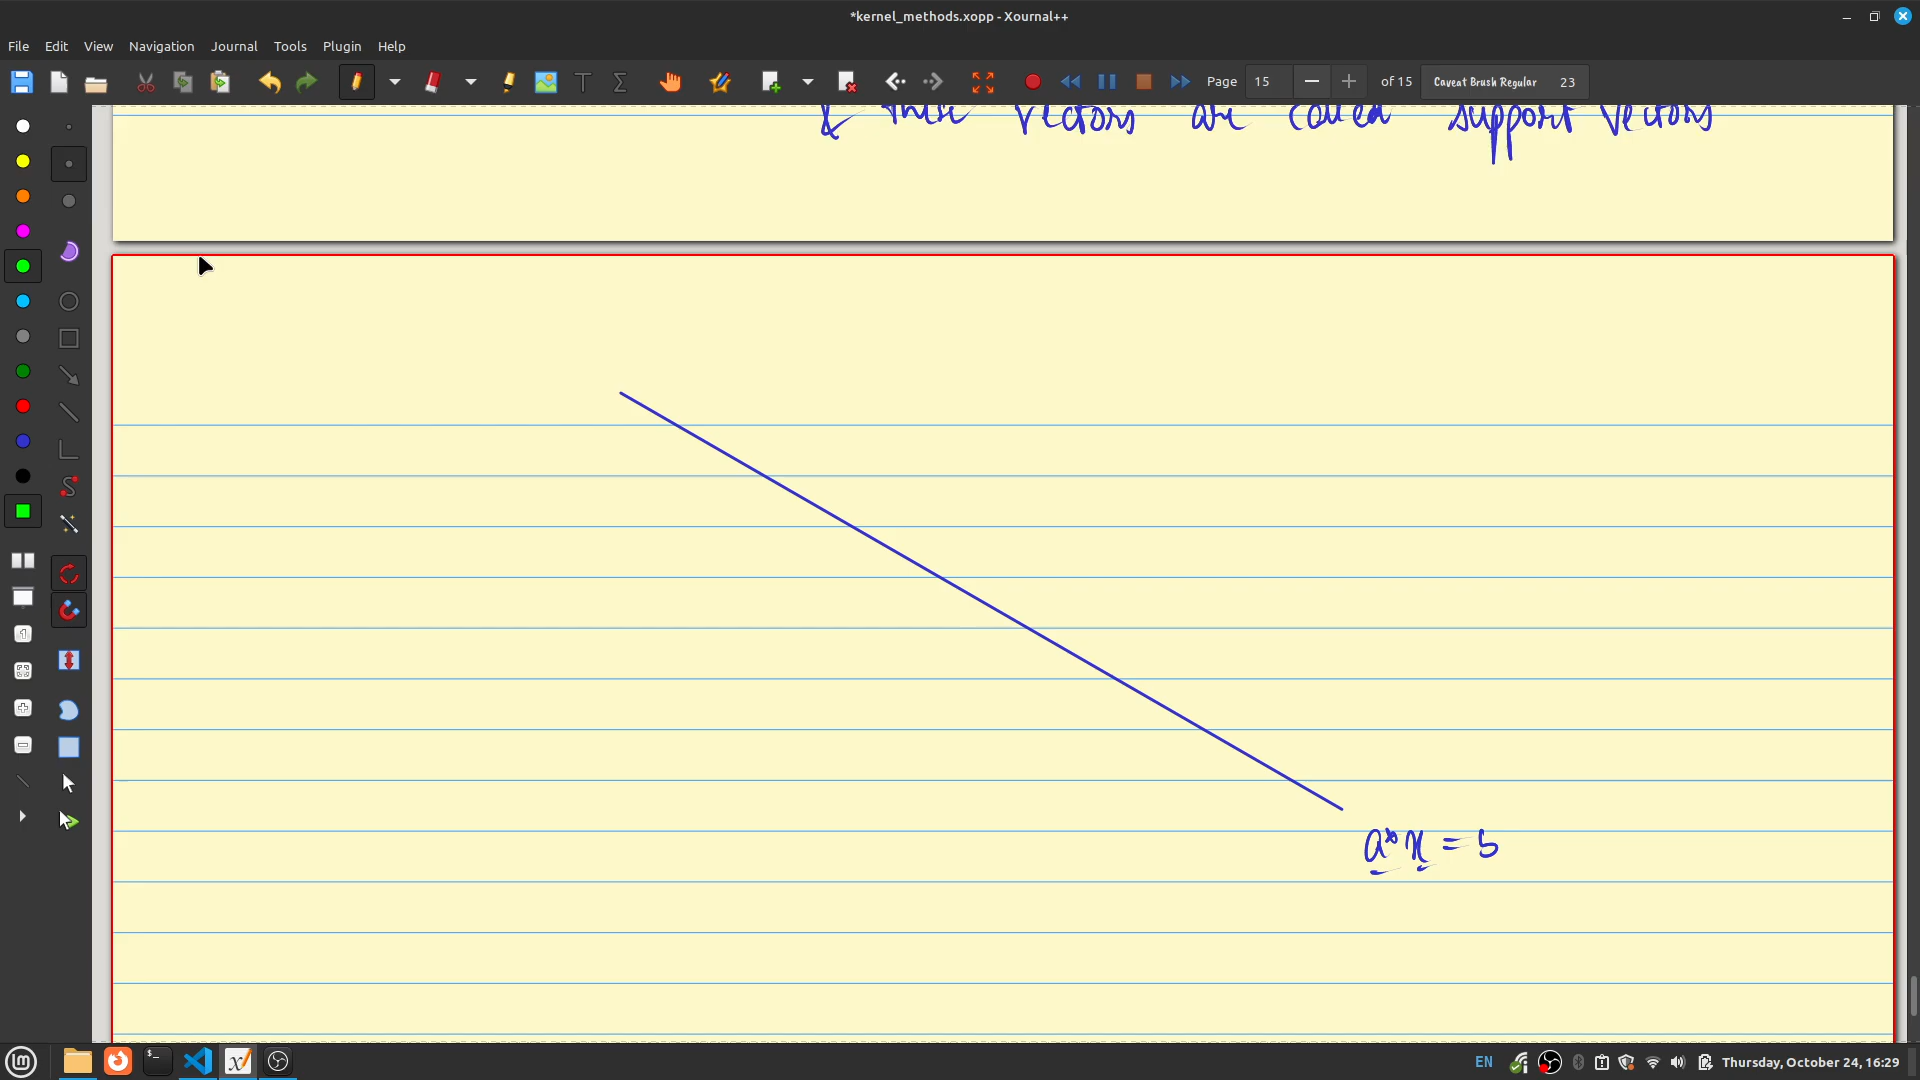 *kernel_methods.xopp - Xournal++
File Edit View Navigation Journal Tools Plugin Help
Page 15 of 15 Caveat Brush Regular 23
& these vectors are called support vectors
a* x = b
EN Thursday, October 24, 16:29